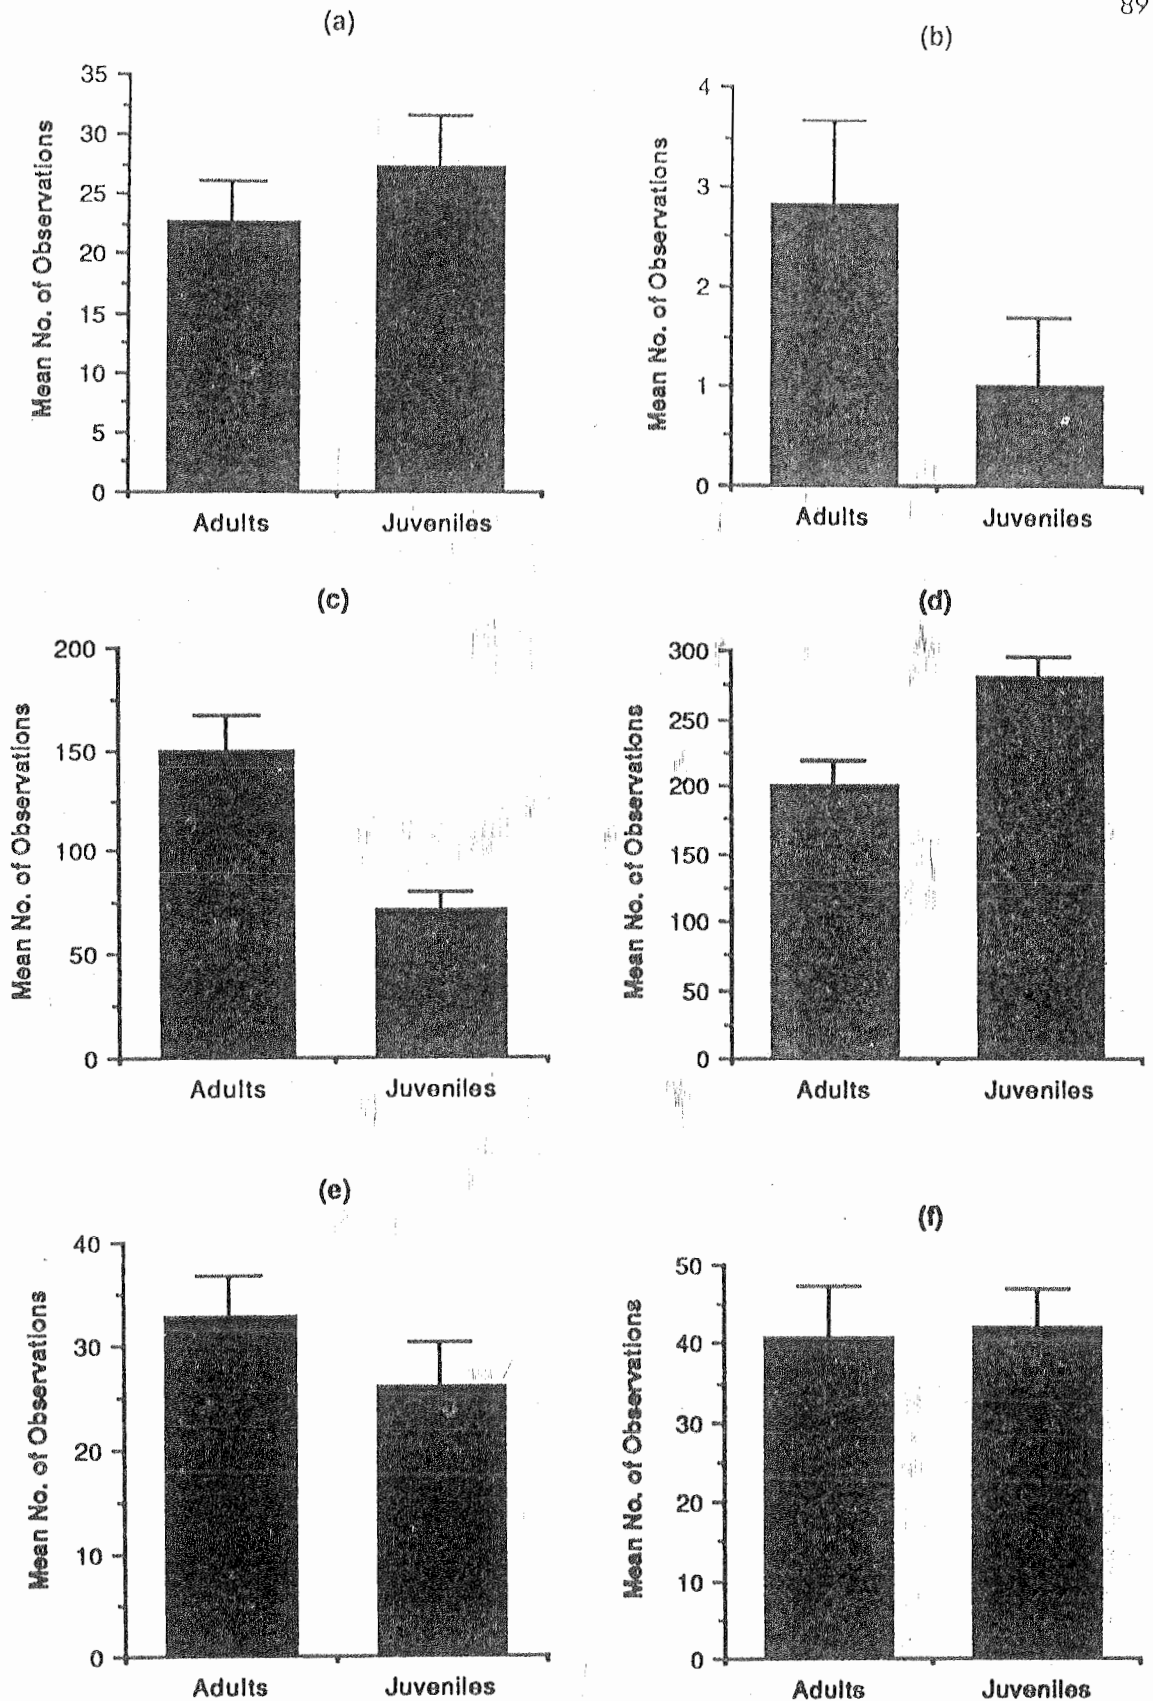 89
(a)
Mean No. of Observations
35
30
25
20
15
10
5
0
Adults Juveniles
(b)
Mean No. of Observations
4
3
2
1
0
Adults Juveniles
(c)
Mean No. of Observations
200
150
100
50
0
Adults Juveniles
(d)
Mean No. of Observations
300
250
200
150
100
50
0
Adults Juveniles
(e)
Mean No. of Observations
40
30
20
10
0
Adults Juveniles
(f)
Mean No. of Observations
50
40
30
20
10
0
Adults Juveniles